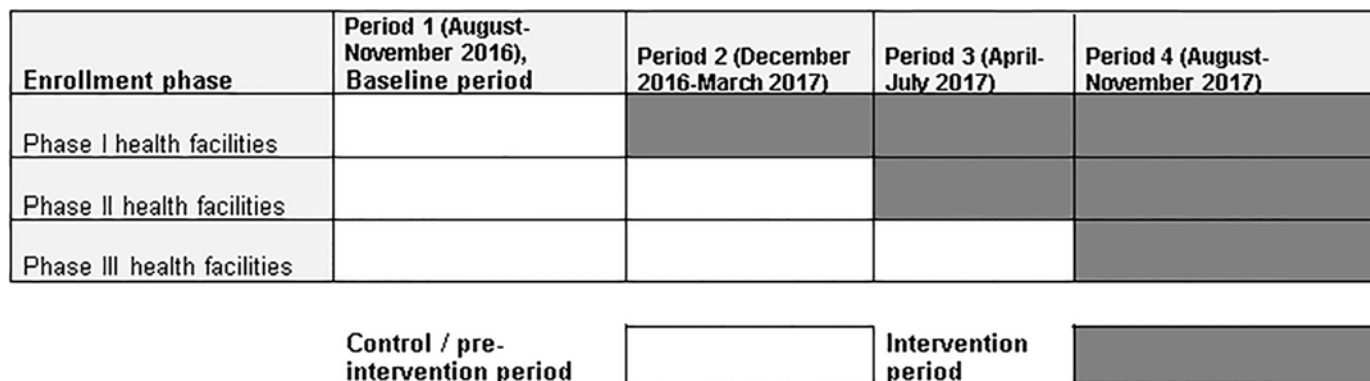 Enrollment phase
Period 1 (August-
November 2016),
Baseline period
Period 2 (December
2016-March 2017)
Period 3 (April-
July 2017)
Period 4 (August-
November 2017)
Phase I health facilities
Phase II health facilities
Phase III health facilities
Control / pre-
intervention period
Intervention
period